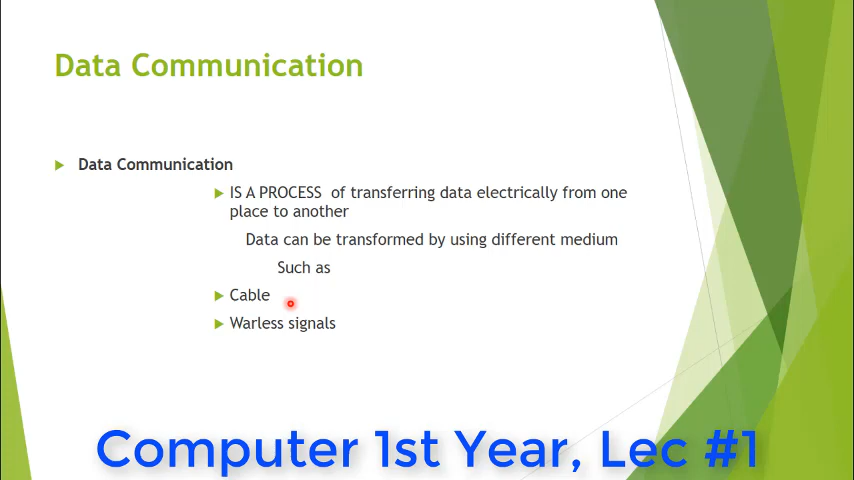 Data Communication
Data Communication
IS A PROCESS of transferring data electrically from one
place to another
Data can be transformed by using different medium
Such as
Cable
Warless signals
Computer 1st Year, Lec #1